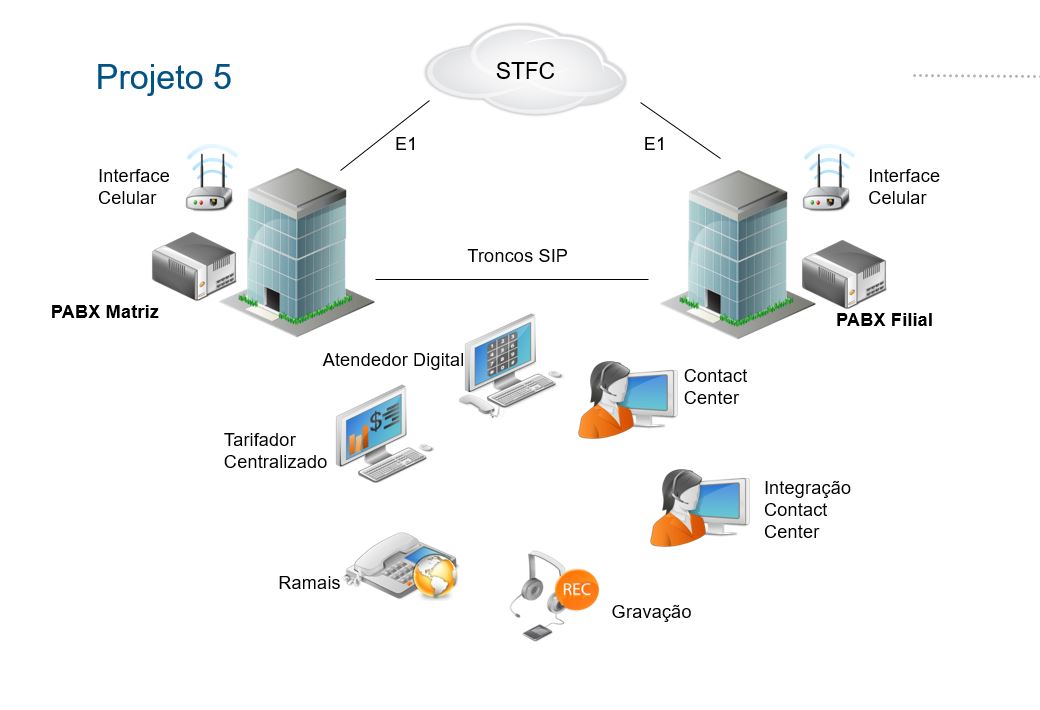 STFC
Projeto 5
E1
E1
Interface
Celular
Interface
Celular
Troncos SIP
PABX Matriz
PABX Filial
Atendedor Digital
Contact
Center
Tarifador
Centralizado
Integração
Contact
Center
Ramais
REC
Gravação